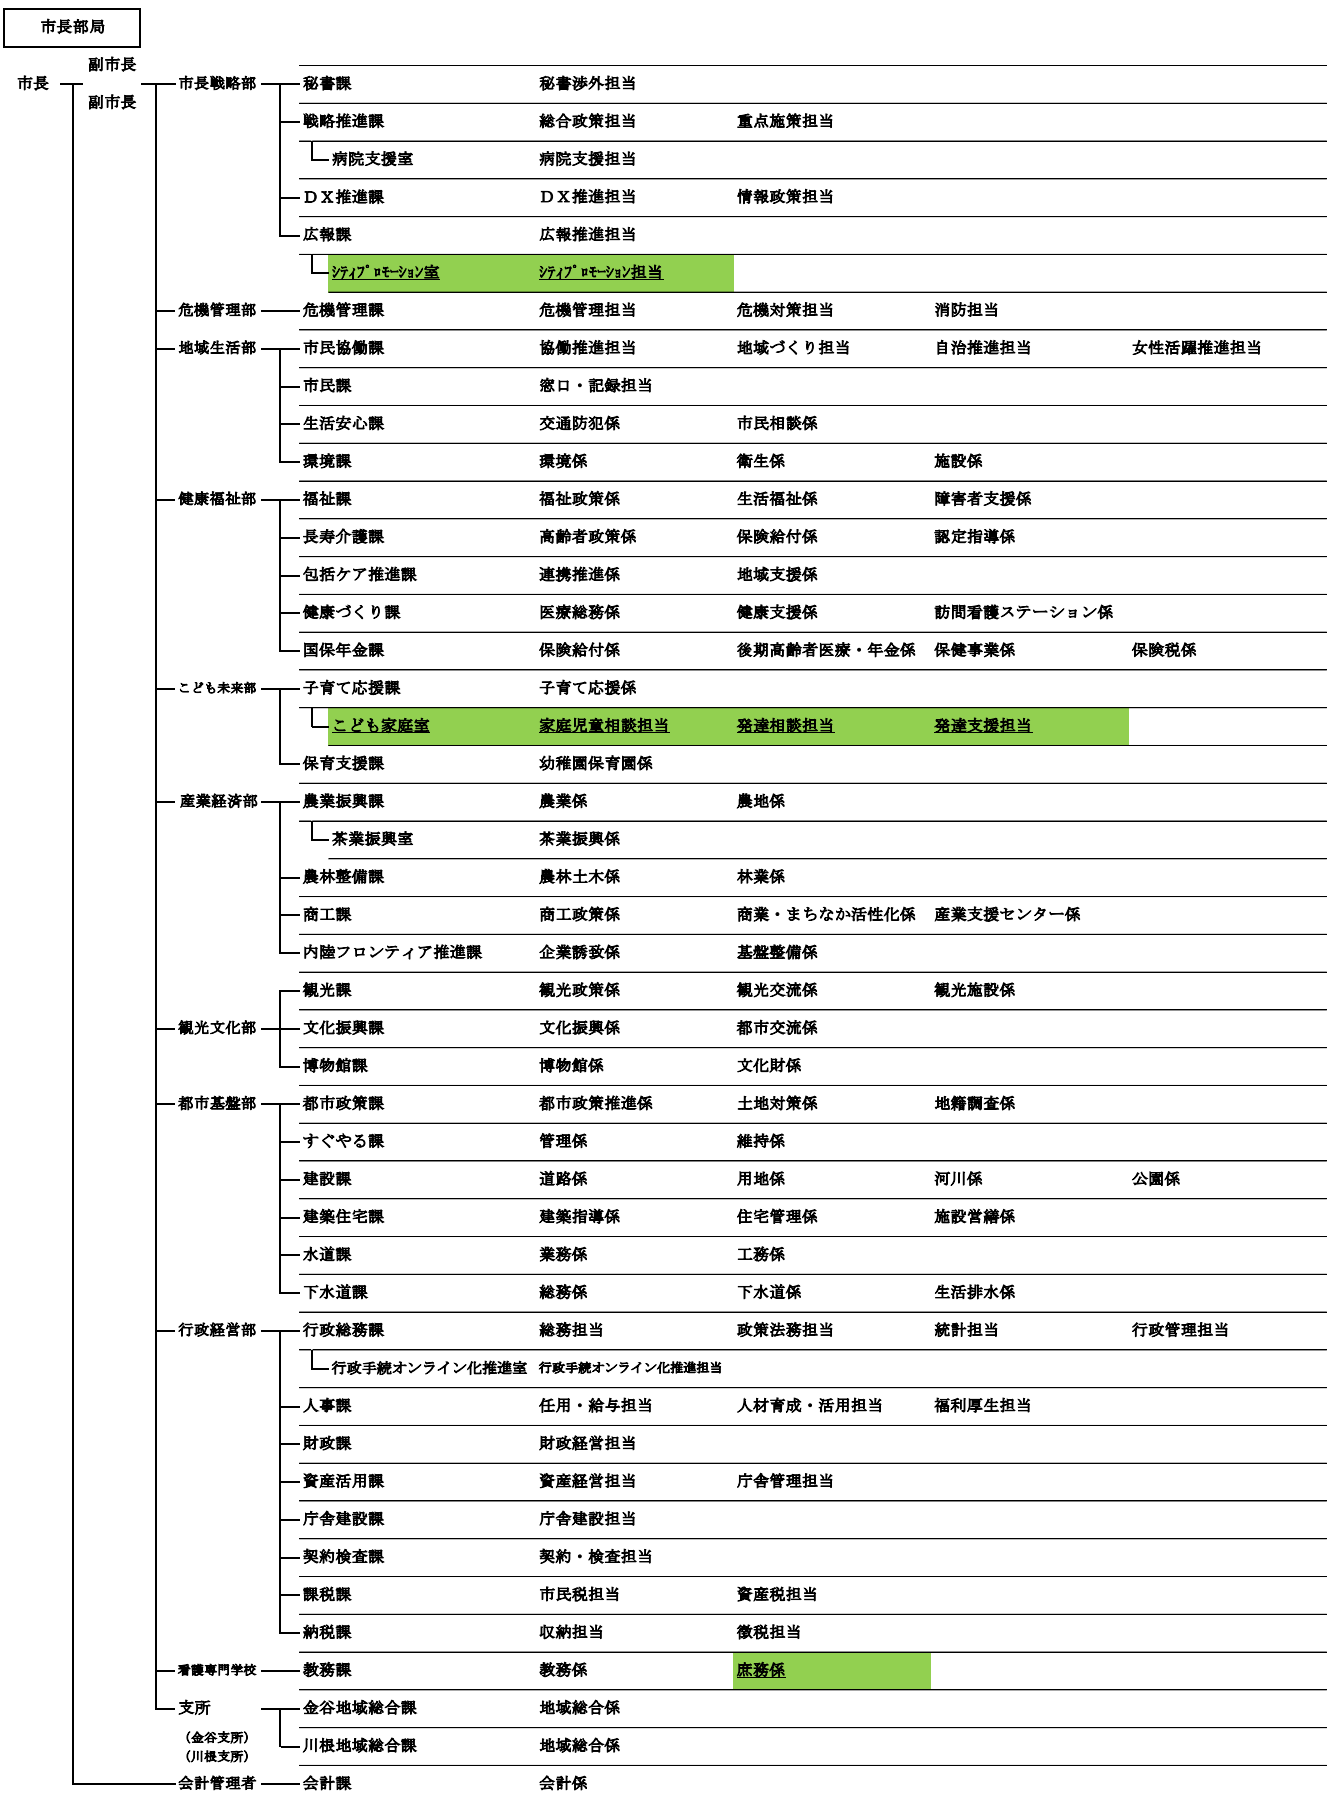 市長部局
副市長
市長 市長戦略部 秘書課 秘書渉外担当
副市長
戦略推進課 総合政策担当 重点施策担当
病院支援室 病院支援担当
ＤＸ推進課 ＤＸ推進担当 情報政策担当
広報課 広報推進担当
ｼﾃｨﾌﾟﾛﾓｰｼｮﾝ室 ｼﾃｨﾌﾟﾛﾓｰｼｮﾝ担当
危機管理部 危機管理課 危機管理担当 危機対策担当 消防担当
地域生活部 市民協働課 協働推進担当 地域づくり担当 自治推進担当 女性活躍推進担当
市民課 窓口・記録担当
生活安心課 交通防犯係 市民相談係
環境課 環境係 衛生係 施設係
健康福祉部 福祉課 福祉政策係 生活福祉係 障害者支援係
長寿介護課 高齢者政策係 保険給付係 認定指導係
包括ケア推進課 連携推進係 地域支援係
健康づくり課 医療総務係 健康支援係 訪問看護ステーション係
国保年金課 保険給付係 後期高齢者医療・年金係 保健事業係 保険税係
こども未来部 子育て応援課 子育て応援係
こども家庭室 家庭児童相談担当 発達相談担当 発達支援担当
保育支援課 幼稚園保育園係
産業経済部 農業振興課 農業係 農地係
茶業振興室 茶業振興係
農林整備課 農林土木係 林業係
商工課 商工政策係 商業・まちなか活性化係 産業支援センター係
内陸フロンティア推進課 企業誘致係 基盤整備係
観光課 観光政策係 観光交流係 観光施設係
観光文化部 文化振興課 文化振興係 都市交流係
博物館課 博物館係 文化財係
都市基盤部 都市政策課 都市政策推進係 土地対策係 地籍調査係
すぐやる課 管理係 維持係
建設課 道路係 用地係 河川係 公園係
建築住宅課 建築指導係 住宅管理係 施設営繕係
水道課 業務係 工務係
下水道課 総務係 下水道係 生活排水係
行政経営部 行政総務課 総務担当 政策法務担当 統計担当 行政管理担当
行政手続オンライン化推進室 行政手続オンライン化推進担当
人事課 任用・給与担当 人材育成・活用担当 福利厚生担当
財政課 財政経営担当
資産活用課 資産経営担当 庁舎管理担当
庁舎建設課 庁舎建設担当
契約検査課 契約・検査担当
課税課 市民税担当 資産税担当
納税課 収納担当 徴税担当
看護専門学校 教務課 教務係 庶務係
支所 金谷地域総合課 地域総合係
（金谷支所）
川根地域総合課 地域総合係
（川根支所）
会計管理者 会計課 会計係